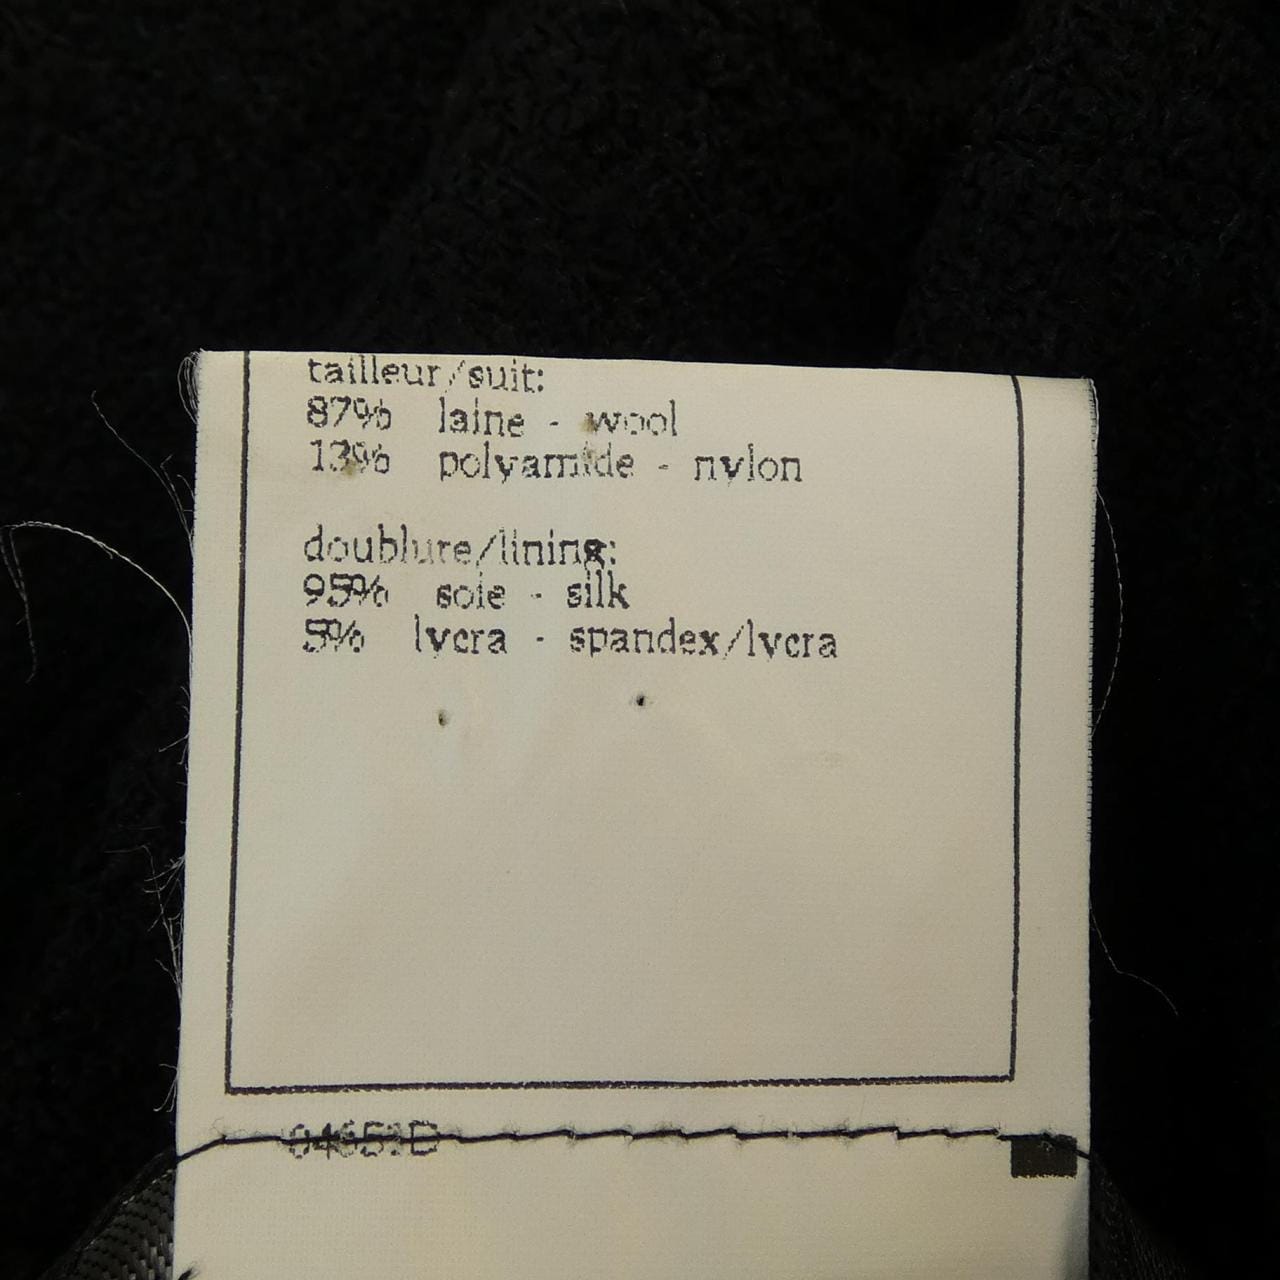 tailleur/suit:
87% laine - wool
13% polyamide - nylon
doublure/lining:
95% soie - silk
5% lycra - spandex/lycra